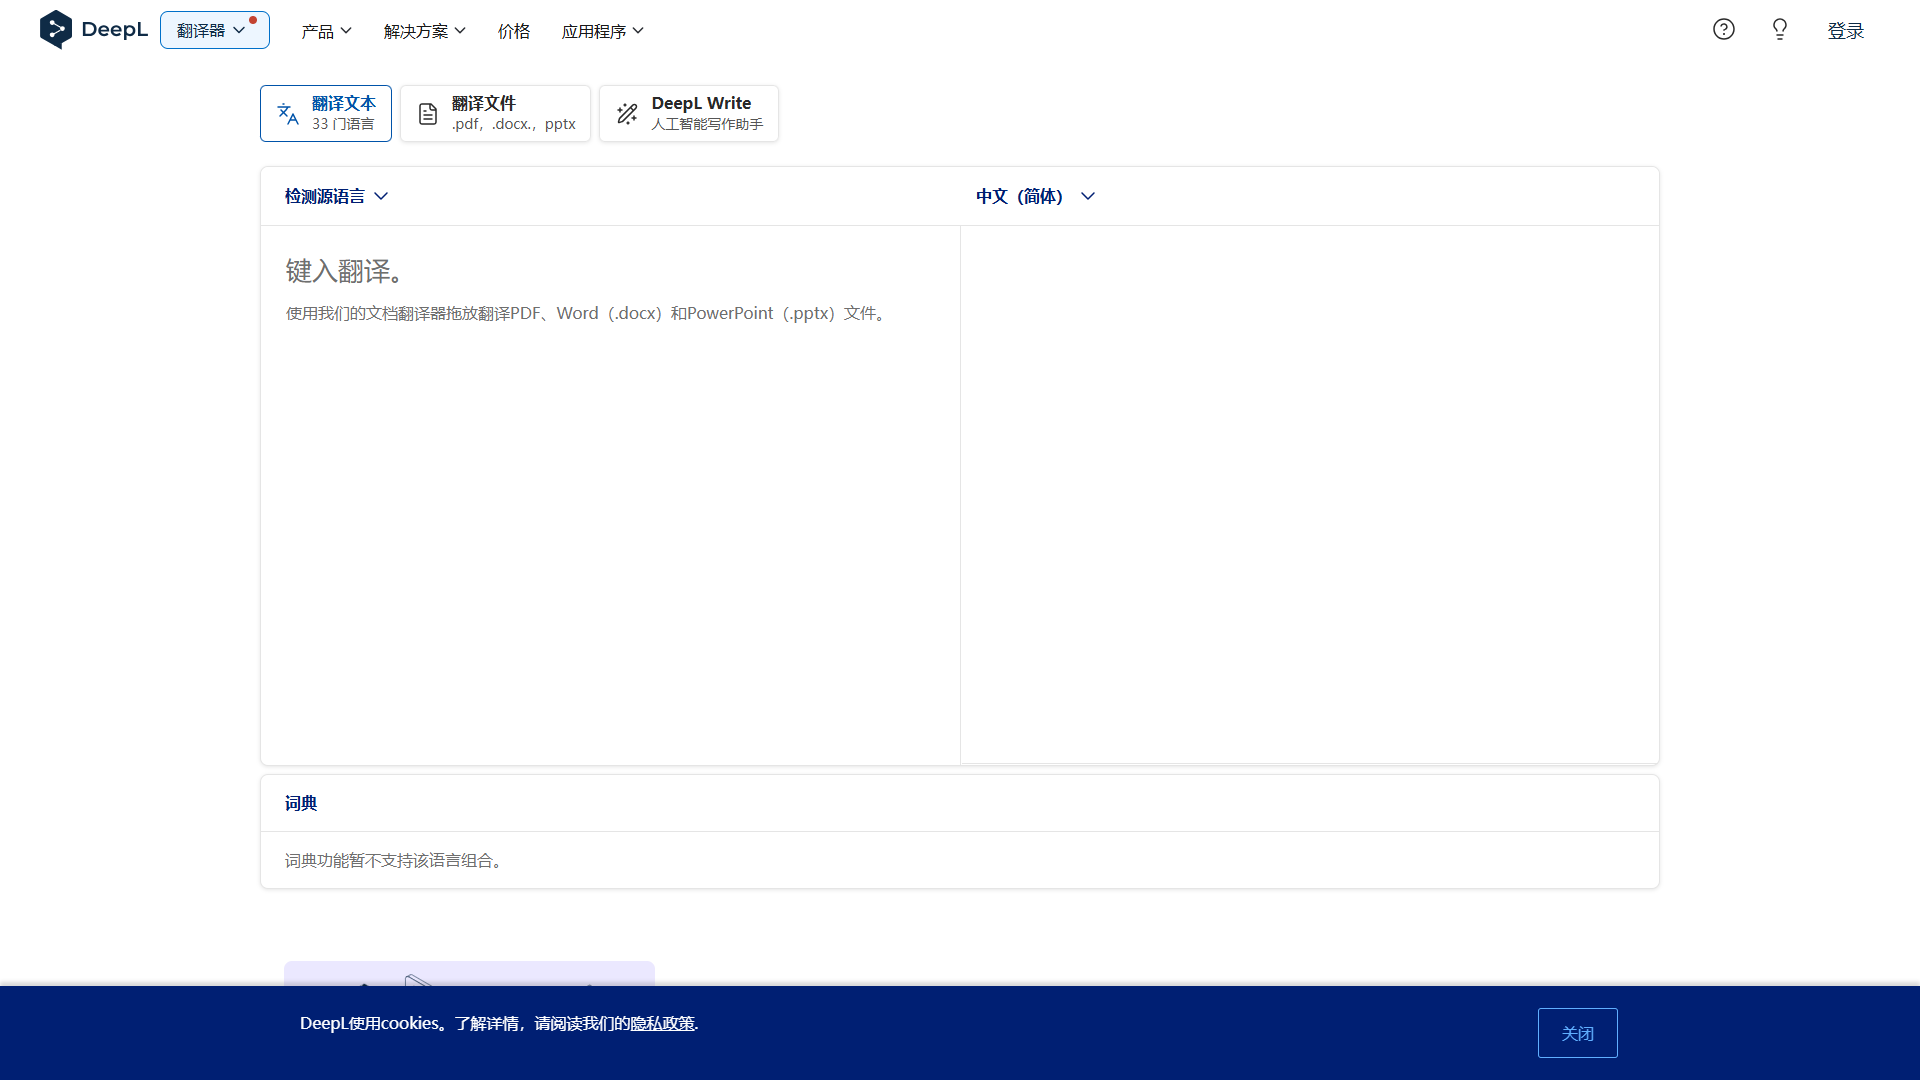 DeepL 翻译器 产品 解决方案 价格 应用程序 登录
翻译文本
33 门语言
翻译文件
.pdf，.docx.，pptx
DeepL Write
人工智能写作助手
检测源语言 中文（简体）
键入翻译。
使用我们的文档翻译器拖放翻译PDF、Word（.docx）和PowerPoint（.pptx）文件。
词典
词典功能暂不支持该语言组合。
DeepL使用cookies。了解详情，请阅读我们的隐私政策.
关闭